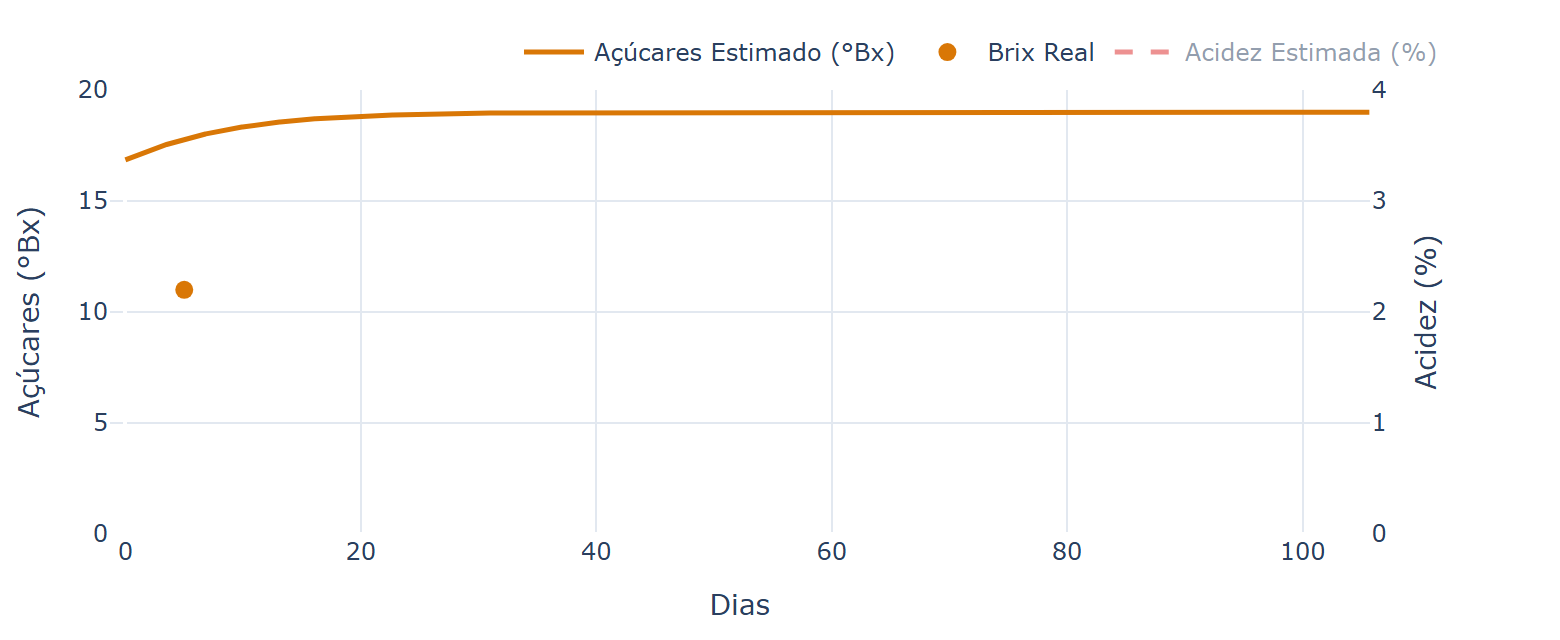 Açúcares Estimado (°Bx) Brix Real Acidez Estimada (%)
20 4
15 3
10 2
5 1
0 0
Açúcares (°Bx)
Acidez (%)
0 20 40 60 80 100
Dias